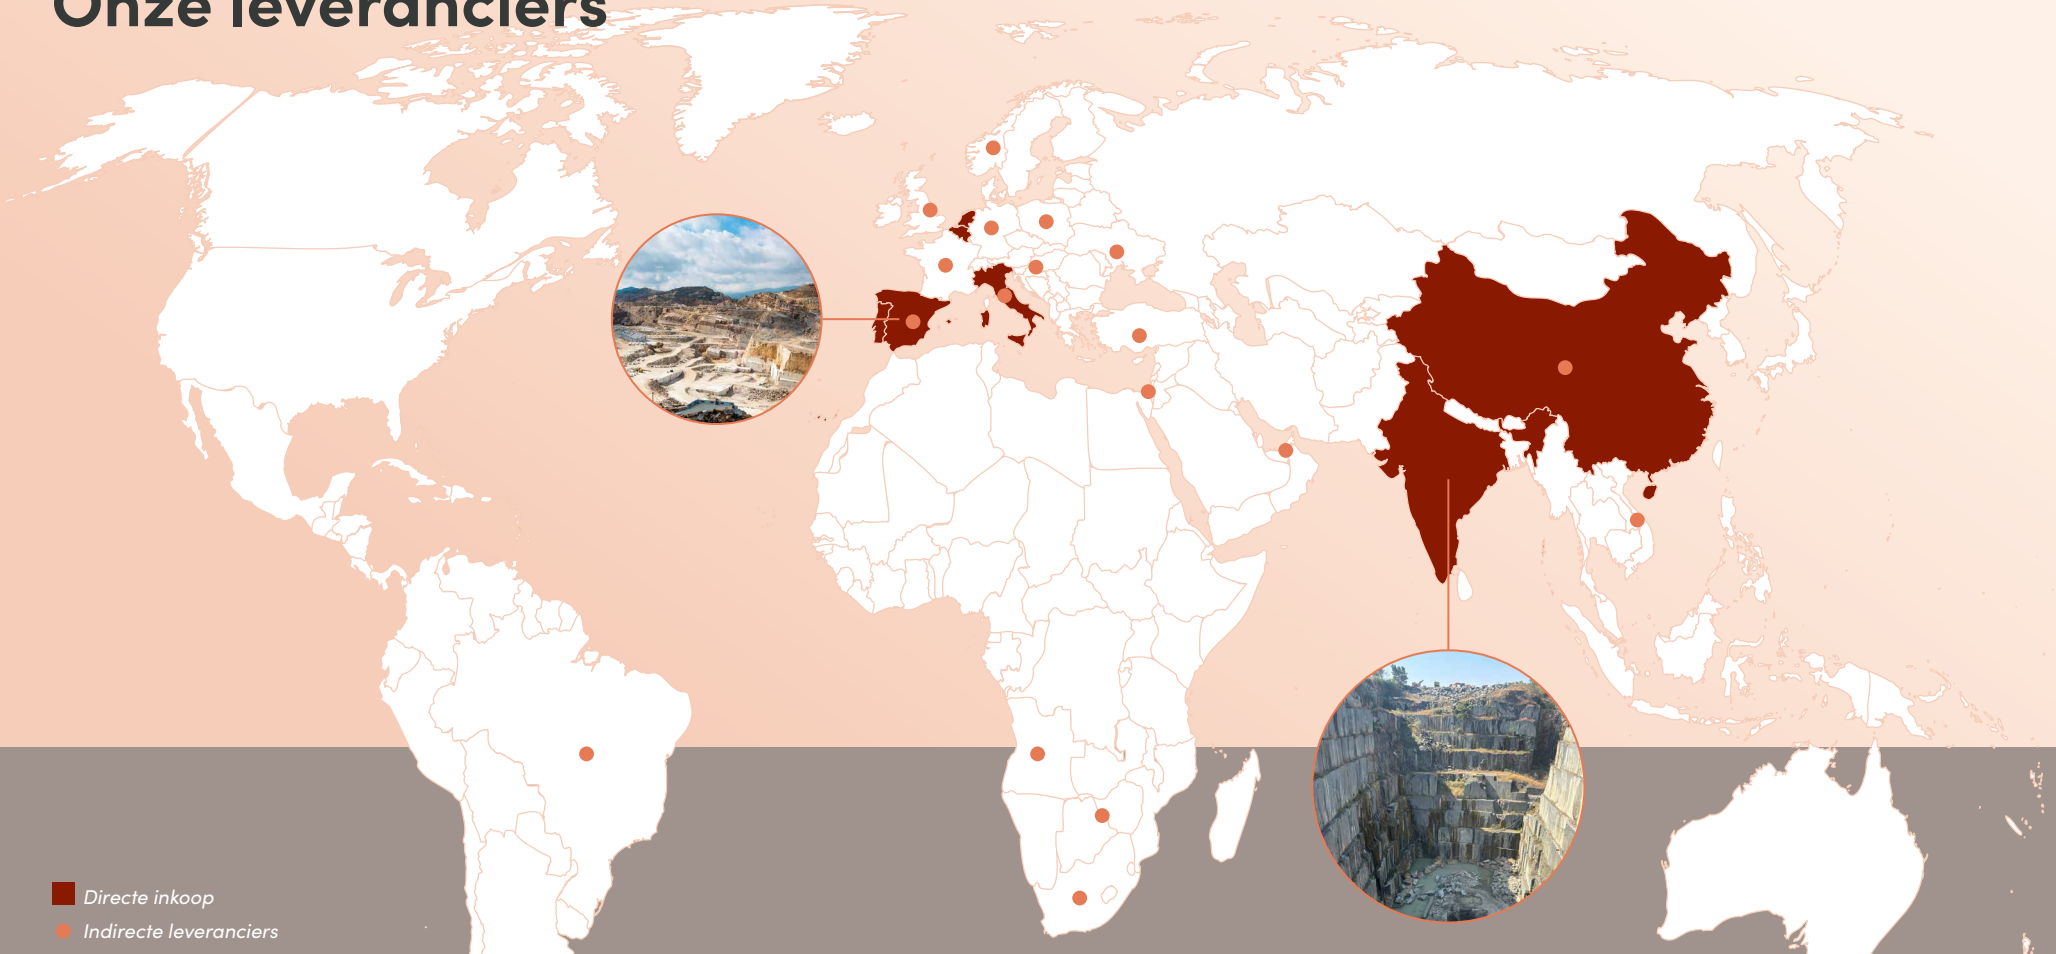 Onze leveranciers
Directe inkoop
Indirecte leveranciers